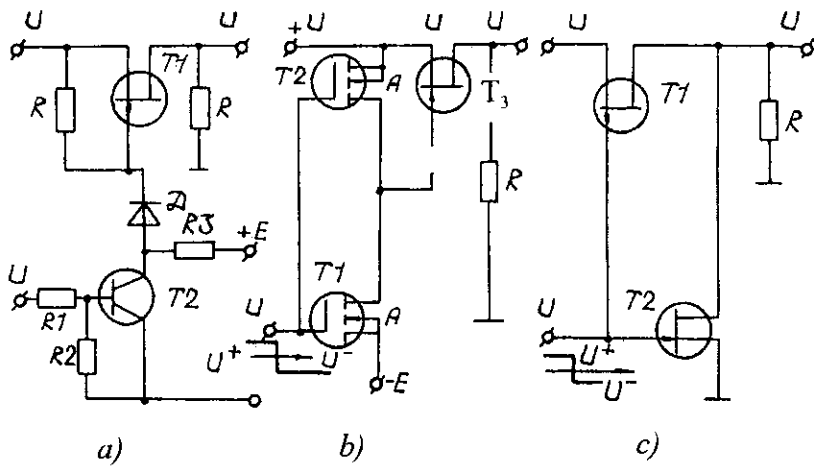 U U + U U U U
T1 T2 A T3 T1
R R R R
Д
R3 +E
U T1 U
R1 T2 A T2
R2 U U⁺ U⁻ U⁺ U⁻
-E
a) b) c)